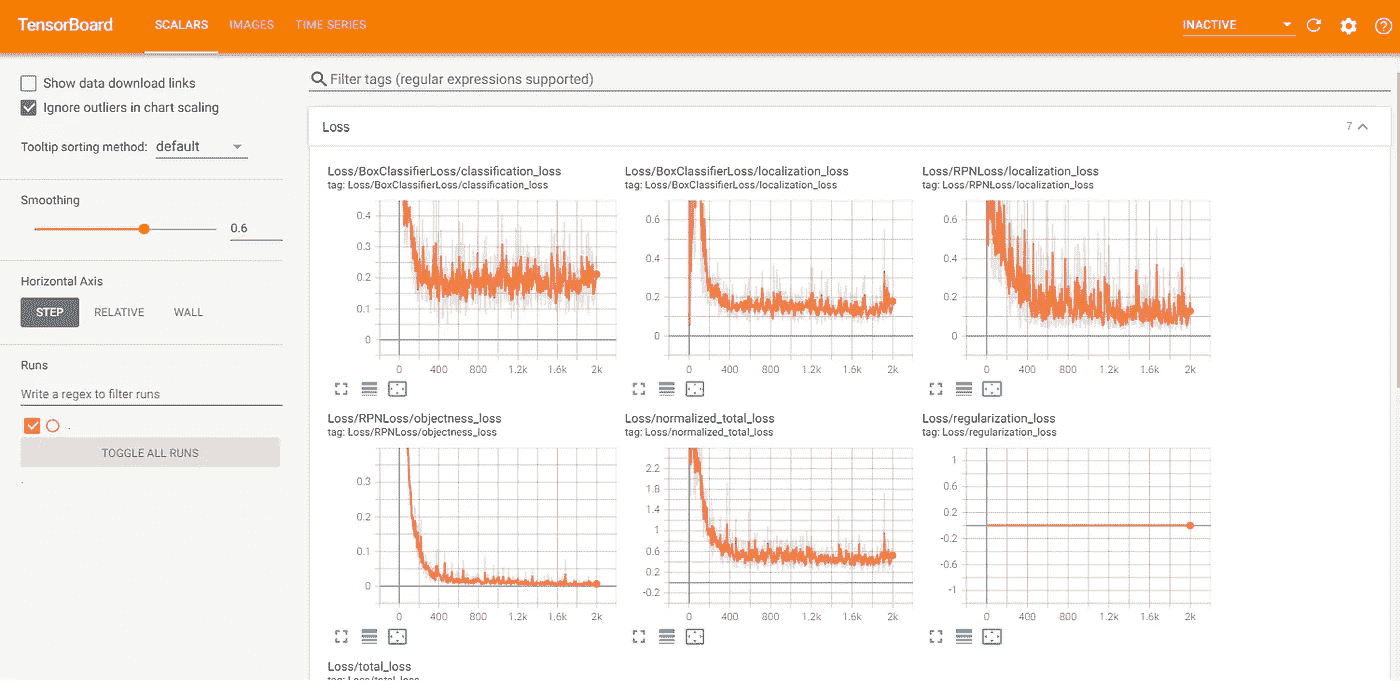 TensorBoard
SCALARS IMAGES TIME SERIES
INACTIVE
Show data download links
Ignore outliers in chart scaling
Tooltip sorting method: default
Smoothing
0.6
Horizontal Axis
STEP RELATIVE WALL
Runs
Write a regex to filter runs
.
TOGGLE ALL RUNS
.
Filter tags (regular expressions supported)
Loss
7
Loss/BoxClassifierLoss/classification_loss
tag: Loss/BoxClassifierLoss/classification_loss
0.4
0.3
0.2
0.1
0
0 400 800 1.2k 1.6k 2k
Loss/BoxClassifierLoss/localization_loss
tag: Loss/BoxClassifierLoss/localization_loss
0.6
0.4
0.2
0
0 400 800 1.2k 1.6k 2k
Loss/RPNLoss/localization_loss
tag: Loss/RPNLoss/localization_loss
0.6
0.4
0.2
0
0 400 800 1.2k 1.6k 2k
Loss/RPNLoss/objectness_loss
tag: Loss/RPNLoss/objectness_loss
0.3
0.2
0.1
0
0 400 800 1.2k 1.6k 2k
Loss/normalized_total_loss
tag: Loss/normalized_total_loss
2.2
1.8
1.4
1
0.6
0.2
-0.2
0 400 800 1.2k 1.6k 2k
Loss/regularization_loss
tag: Loss/regularization_loss
1
0.6
0.2
-0.2
-0.6
-1
0 400 800 1.2k 1.6k 2k
Loss/total_loss
tag: Loss/total_loss